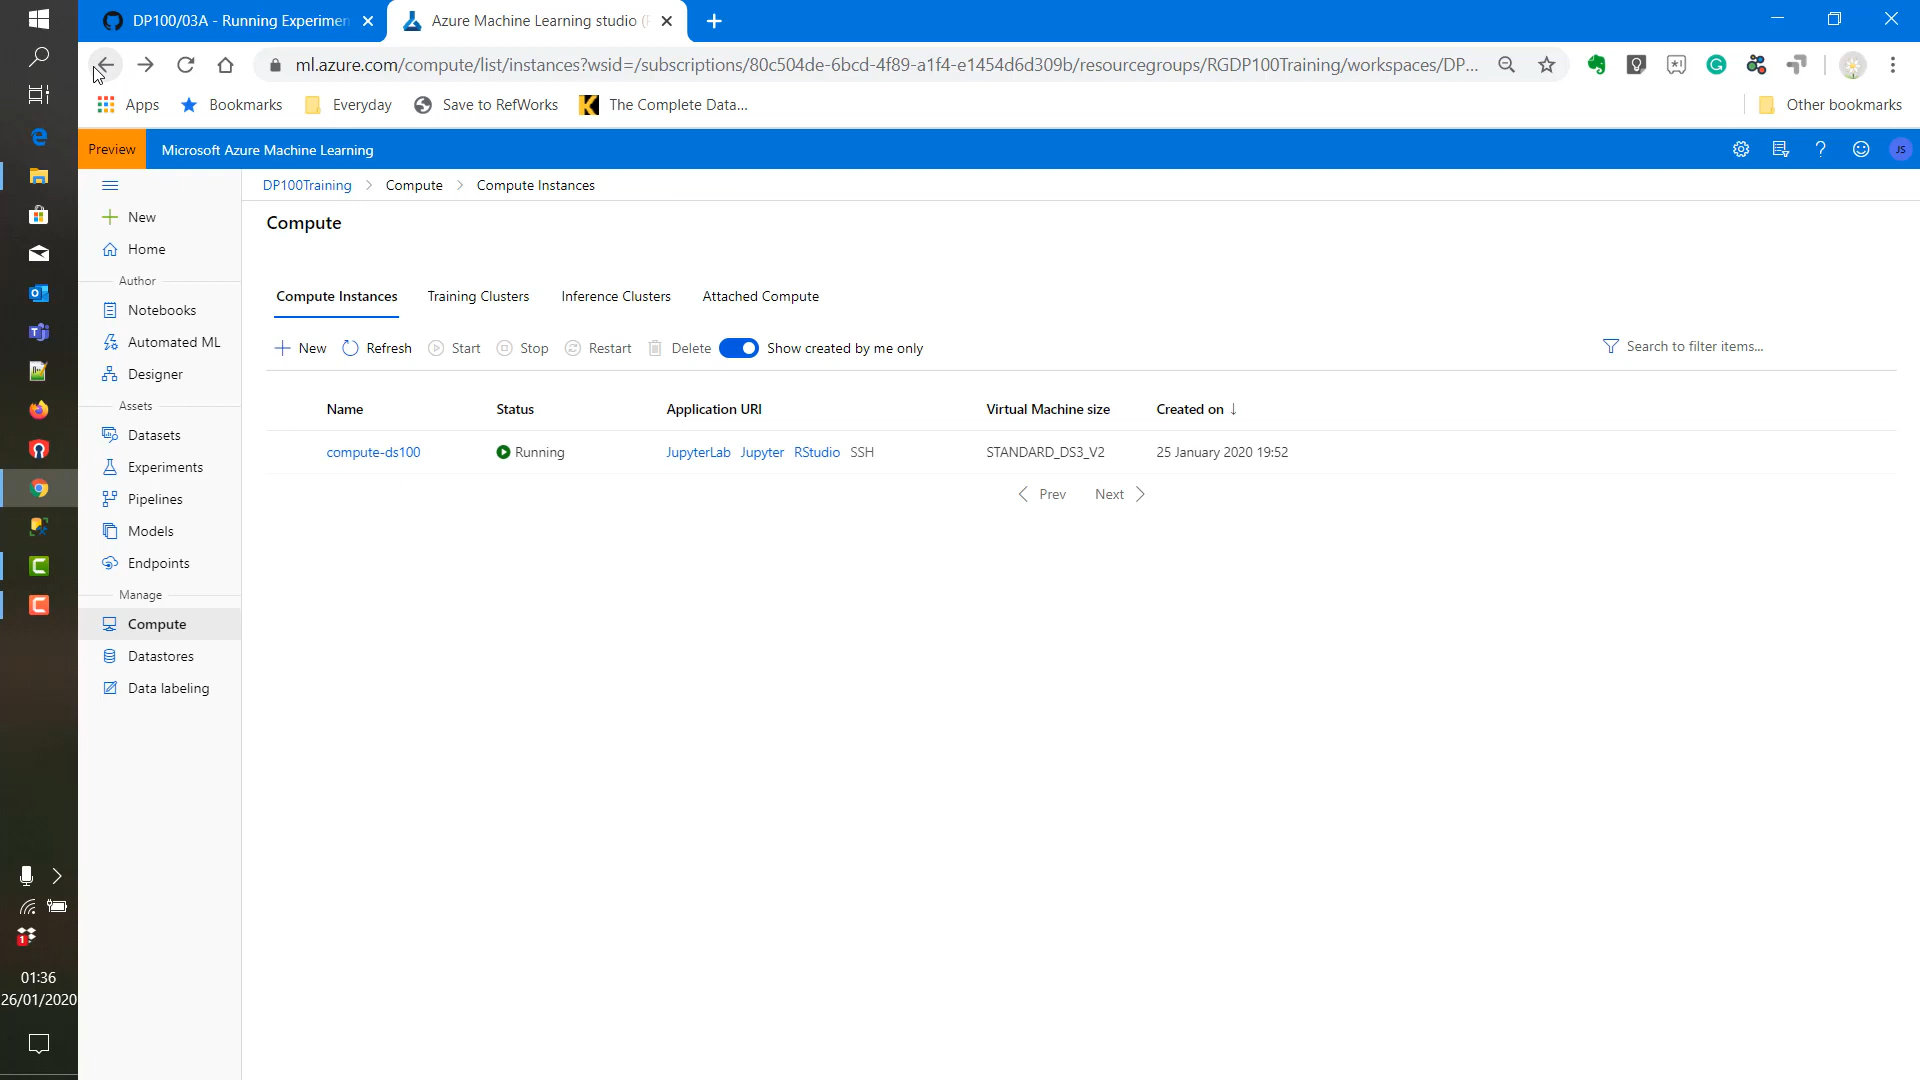 DP100/03A - Running Experimen
Azure Machine Learning studio (
ml.azure.com/compute/list/instances?wsid=/subscriptions/80c504de-6bcd-4f89-a1f4-e1454d6d309b/resourcegroups/RGDP100Training/workspaces/DP...
Apps
Bookmarks
Everyday
Save to RefWorks
The Complete Data...
Other bookmarks
Preview
Microsoft Azure Machine Learning
JS
DP100Training > Compute > Compute Instances
New
Home
Author
Notebooks
Automated ML
Designer
Assets
Datasets
Experiments
Pipelines
Models
Endpoints
Manage
Compute
Datastores
Data labeling
Compute
Compute Instances
Training Clusters
Inference Clusters
Attached Compute
New
Refresh
Start
Stop
Restart
Delete
Show created by me only
Search to filter items...
Name Status Application URI Virtual Machine size Created on ↓
compute-ds100 Running JupyterLab Jupyter RStudio SSH STANDARD_DS3_V2 25 January 2020 19:52
Prev Next
1
01:36
26/01/2020